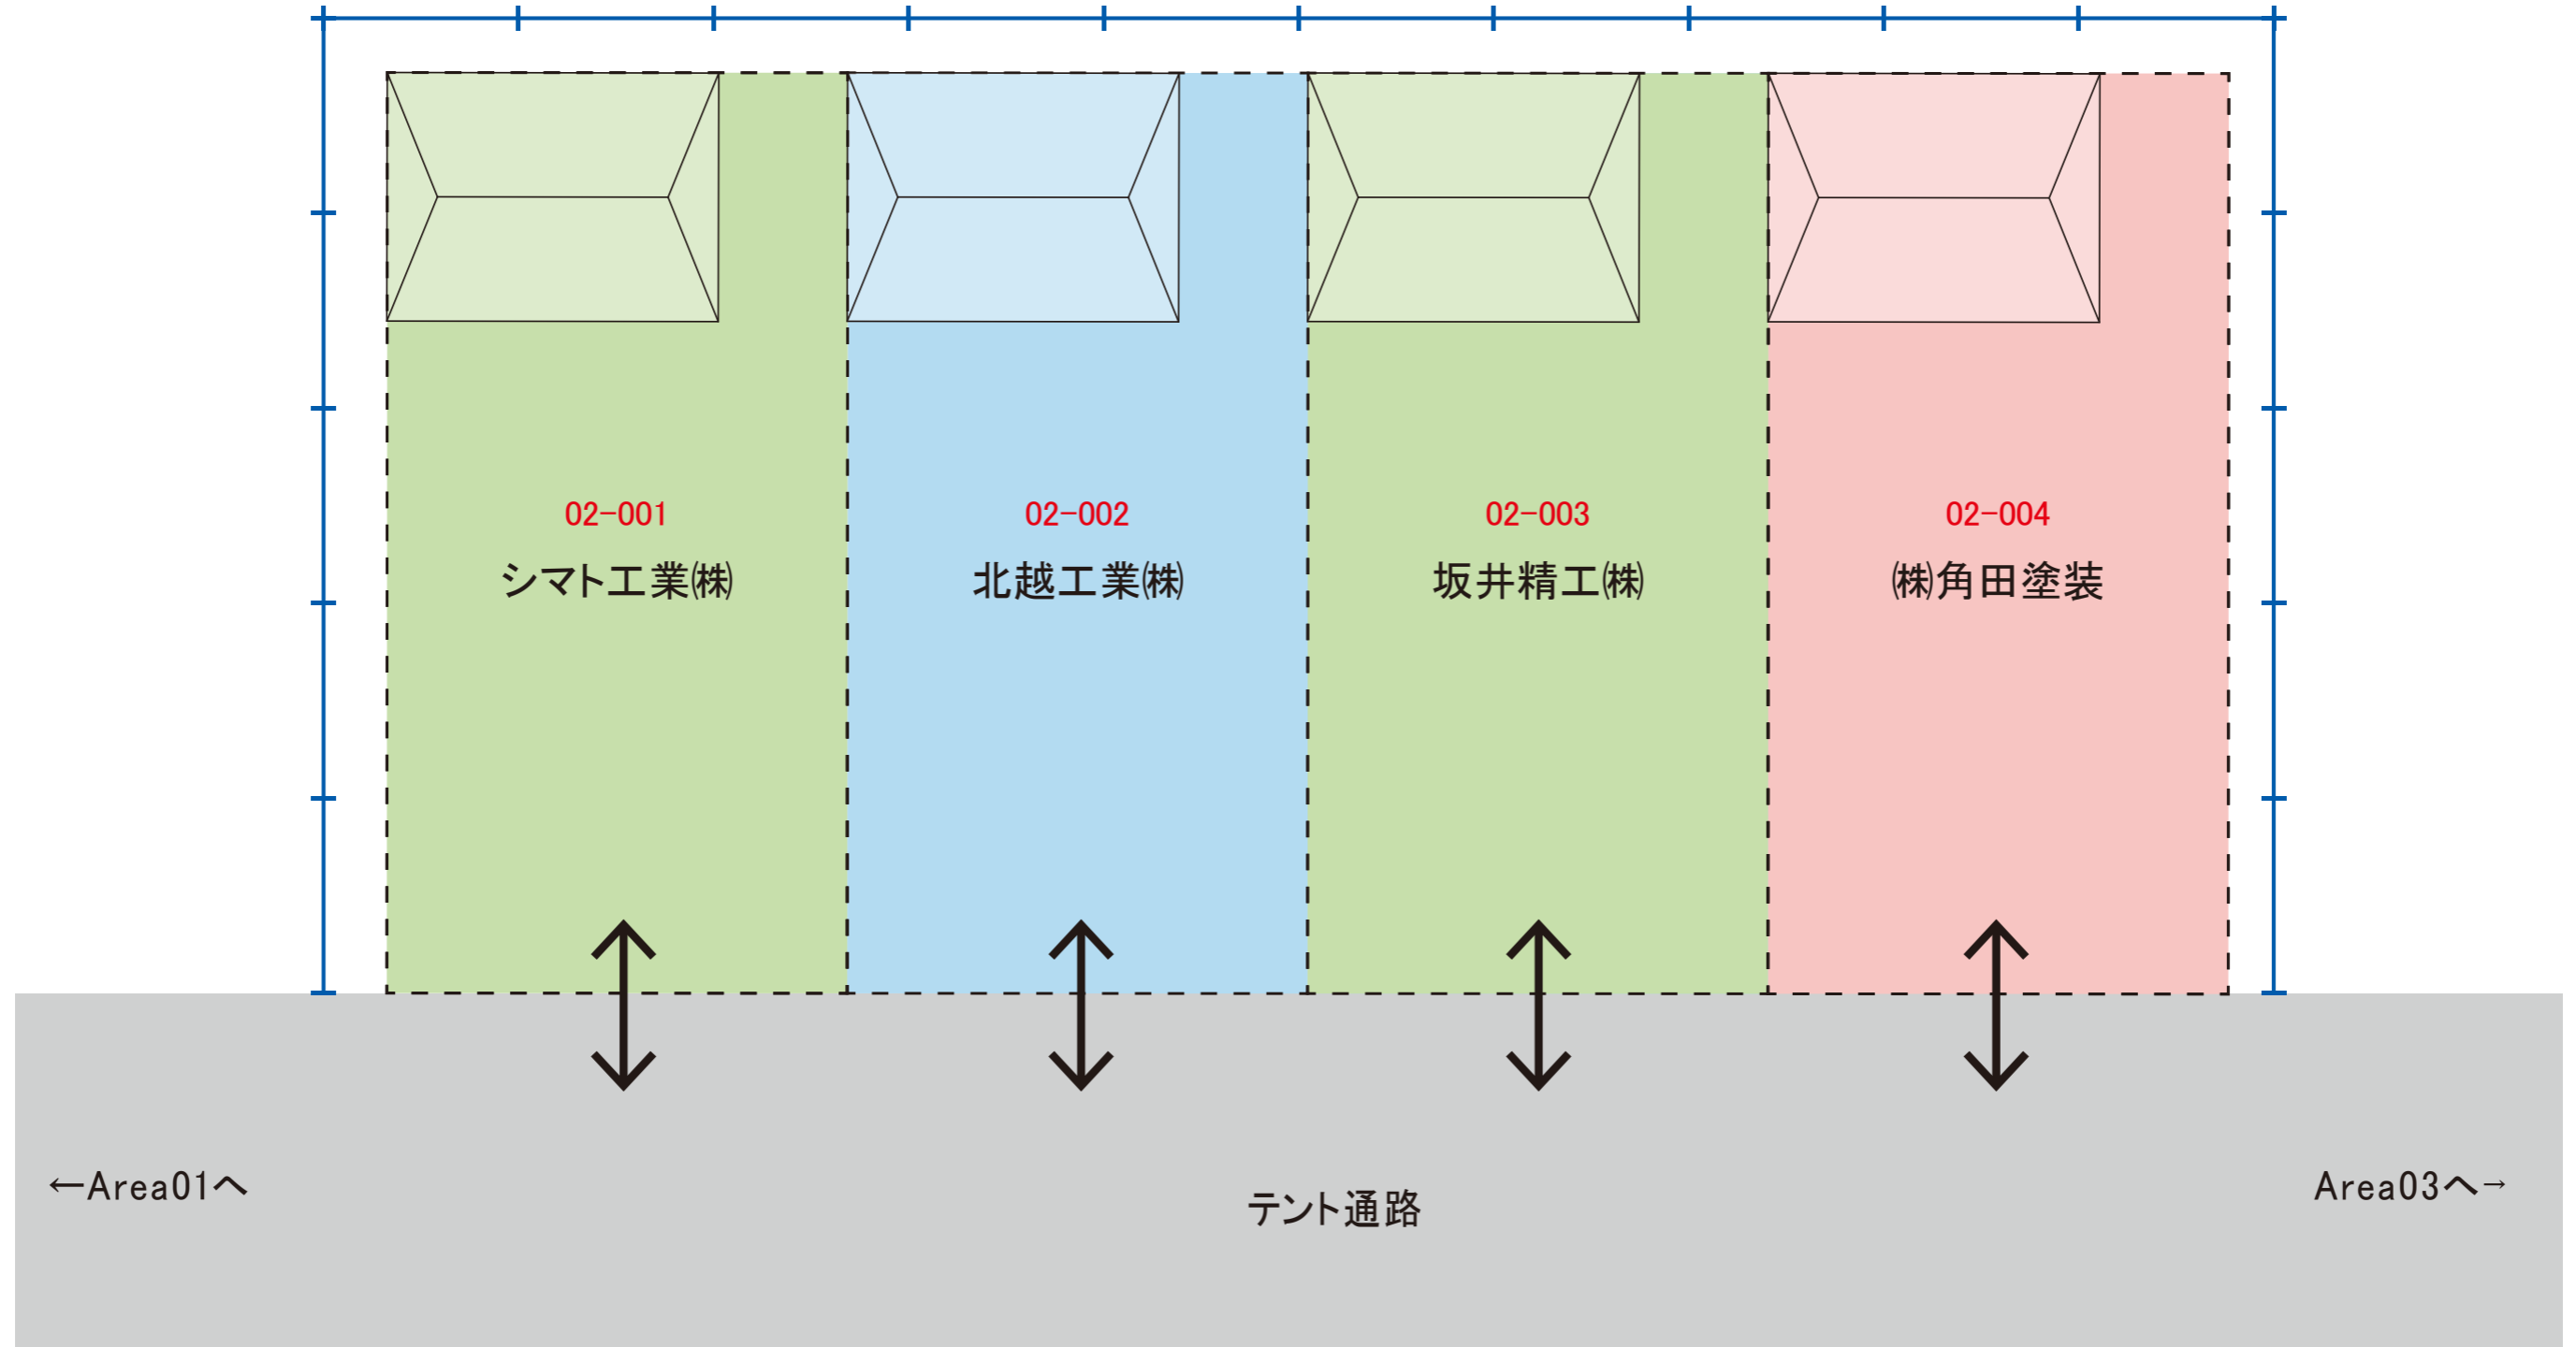 02-001
シマト工業㈱
02-002
北越工業㈱
02-003
坂井精工㈱
02-004
㈱角田塗装
←Area01へ
テント通路
Area03へ→